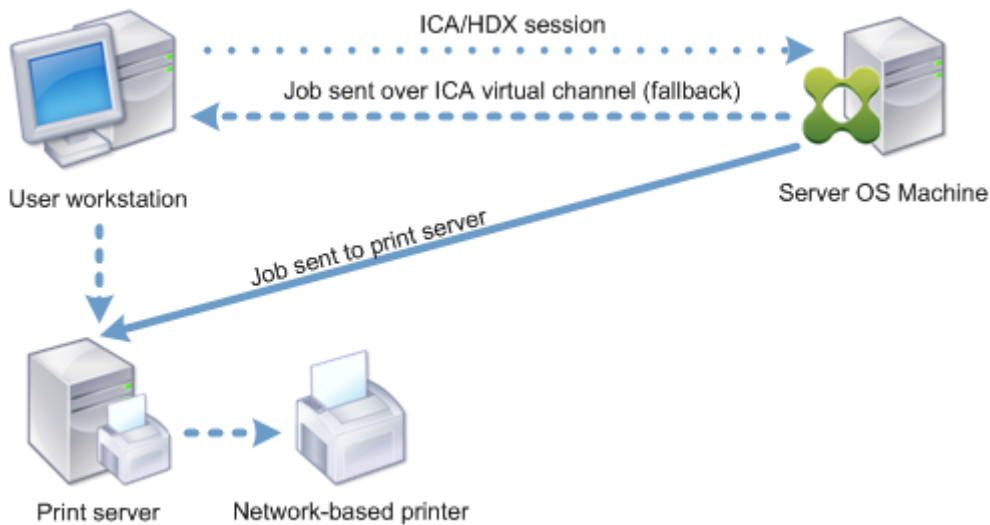 ICA/HDX session
Job sent over ICA virtual channel (fallback)
User workstation
Server OS Machine
Job sent to print server
Print server
Network-based printer